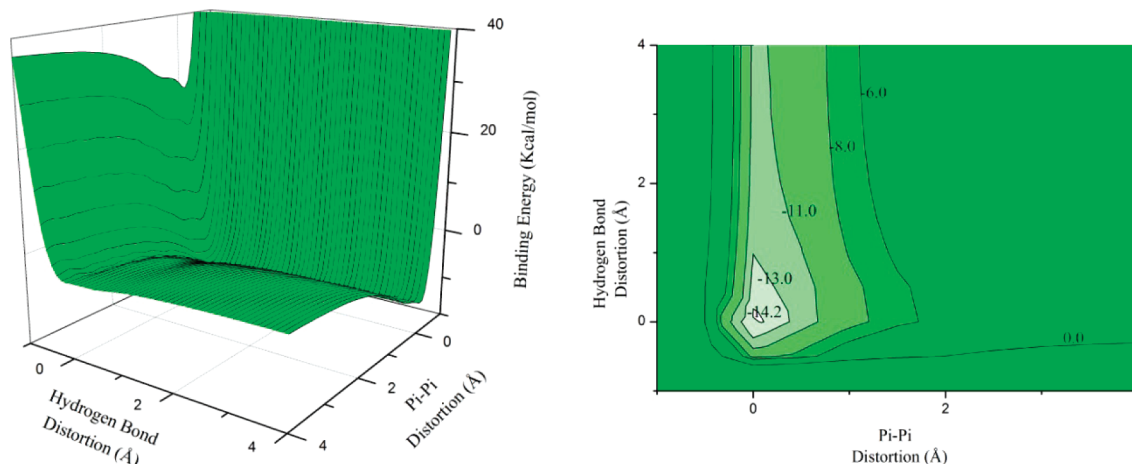 40
20
0
Binding Energy (Kcal/mol)
0
2
4
Hydrogen Bond
Distortion (Å)
0
2
4
Pi-Pi
Distortion (Å)
4
2
0
Hydrogen Bond
Distortion (Å)
-6.0
-8.0
-11.0
-13.0
-14.2
0.0
0
2
Pi-Pi
Distortion (Å)